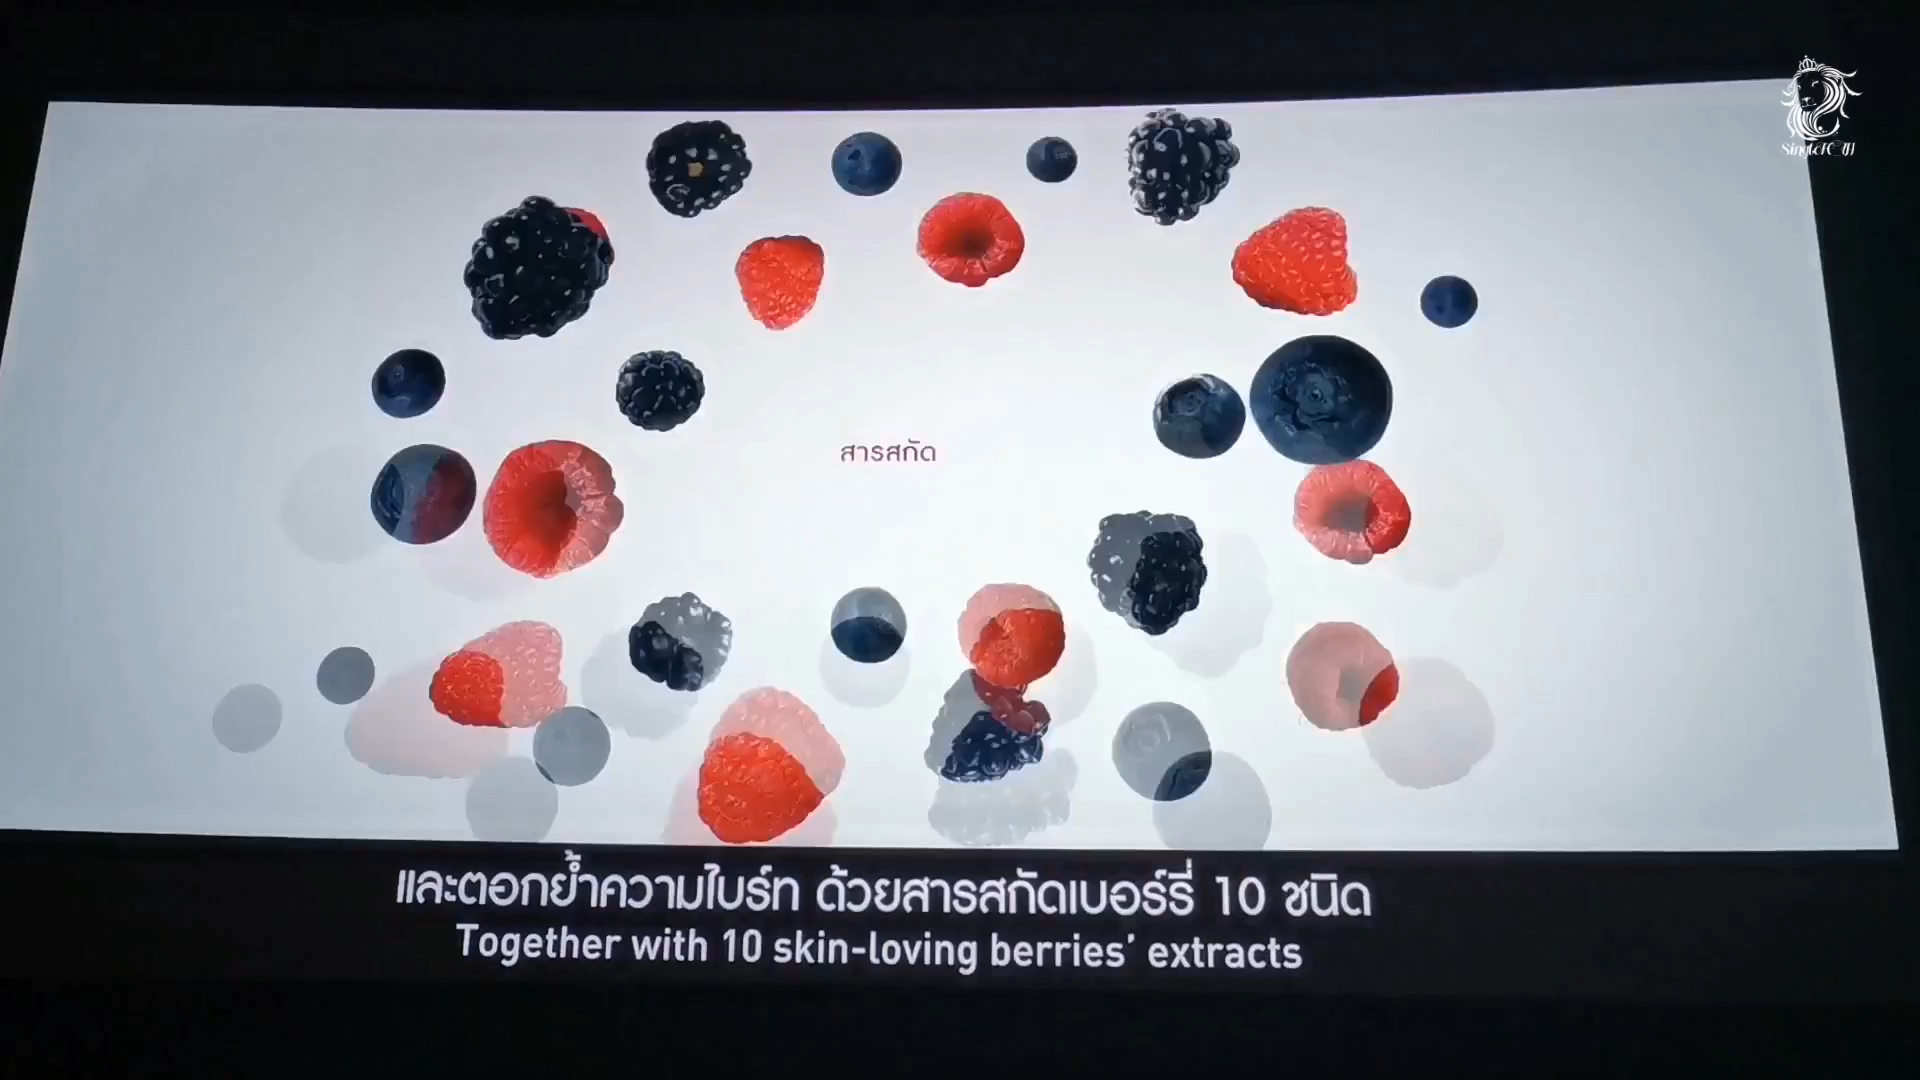 สารสกัด
และตอกย้ำความไบร์ท ด้วยสารสกัดเบอร์รี่ 10 ชนิด
Together with 10 skin-loving berries’ extracts